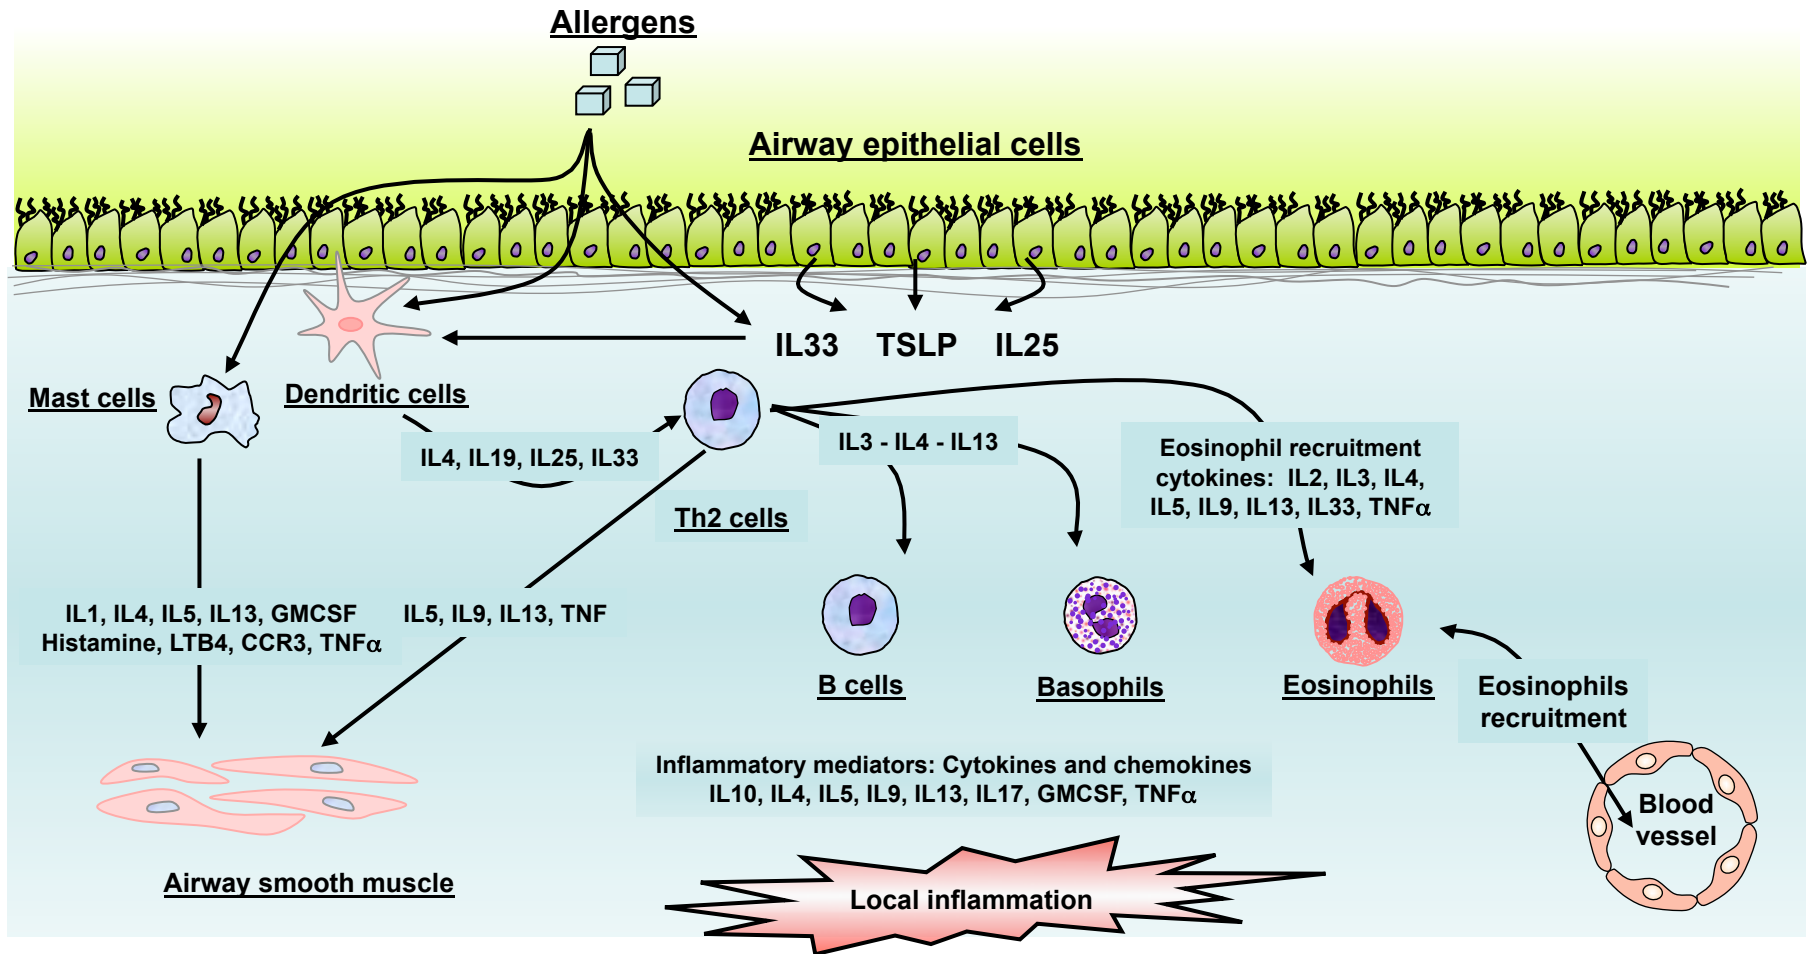 Allergens
Airway epithelial cells
IL33 TSLP IL25
Mast cells
Dendritic cells
IL4, IL19, IL25, IL33
IL3 - IL4 - IL13
Eosinophil recruitment
cytokines: IL2, IL3, IL4,
IL5, IL9, IL13, IL33, TNFα
Th2 cells
IL1, IL4, IL5, IL13, GMCSF
Histamine, LTB4, CCR3, TNFα
IL5, IL9, IL13, TNF
B cells
Basophils
Eosinophils
Eosinophils
recruitment
Inflammatory mediators: Cytokines and chemokines
IL10, IL4, IL5, IL9, IL13, IL17, GMCSF, TNFα
Blood
vessel
Airway smooth muscle
Local inflammation